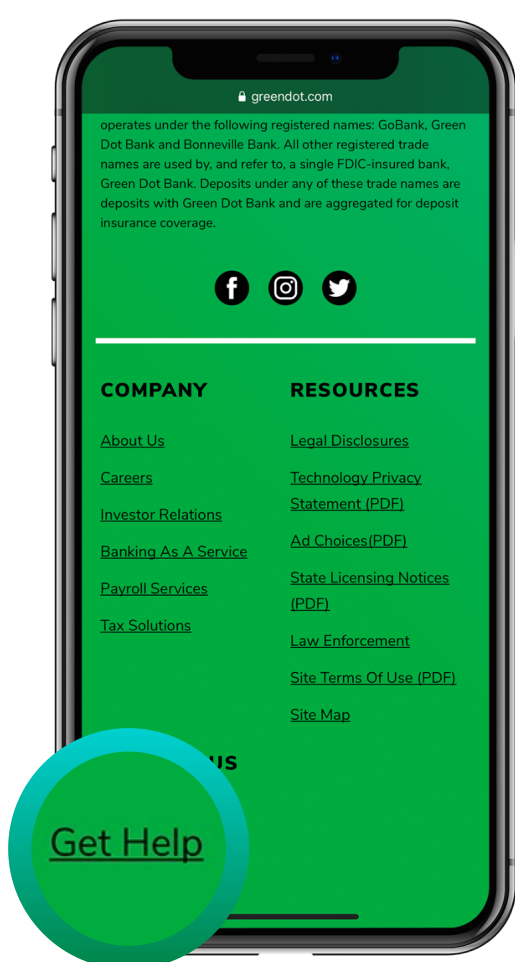 greendot.com
operates under the following registered names: GoBank, Green
Dot Bank and Bonneville Bank. All other registered trade
names are used by, and refer to, a single FDIC-insured bank,
Green Dot Bank. Deposits under any of these trade names are
deposits with Green Dot Bank and are aggregated for deposit
insurance coverage.
COMPANY
About Us
Careers
Investor Relations
Banking As A Service
Payroll Services
Tax Solutions
RESOURCES
Legal Disclosures
Technology Privacy
Statement (PDF)
Ad Choices(PDF)
State Licensing Notices
(PDF)
Law Enforcement
Site Terms Of Use (PDF)
Site Map
US
Get Help